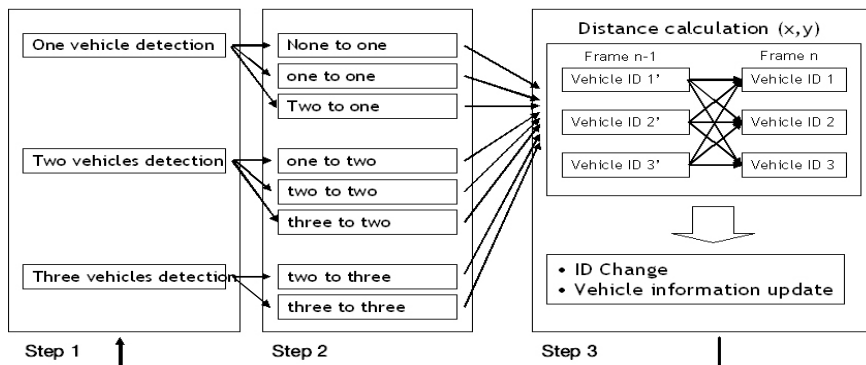 One vehicle detection
Two vehicles detection
Three vehicles detection
Step 1
None to one
one to one
Two to one
one to two
two to two
three to two
two to three
three to three
Step 2
Distance calculation (x,y)
Frame n-1
Frame n
Vehicle ID 1'
Vehicle ID 1
Vehicle ID 2'
Vehicle ID 2
Vehicle ID 3'
Vehicle ID 3
• ID Change
• Vehicle information update
Step 3